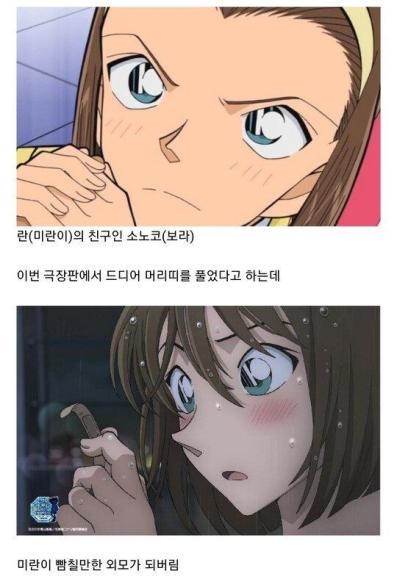 란(미란이)의 친구인 소노코(보라)
이번 극장판에서 드디어 머리띠를 풀었다고 하는데
미란이 뺨칠만한 외모가 되버림